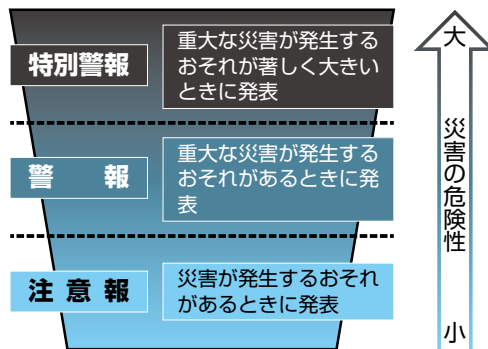 特別警報
重大な災害が発生する
おそれが著しく大きい
ときに発表
警報
重大な災害が発生する
おそれがあるときに発
表
注意報
災害が発生するおそれ
があるときに発表
大
災害の危険性
小